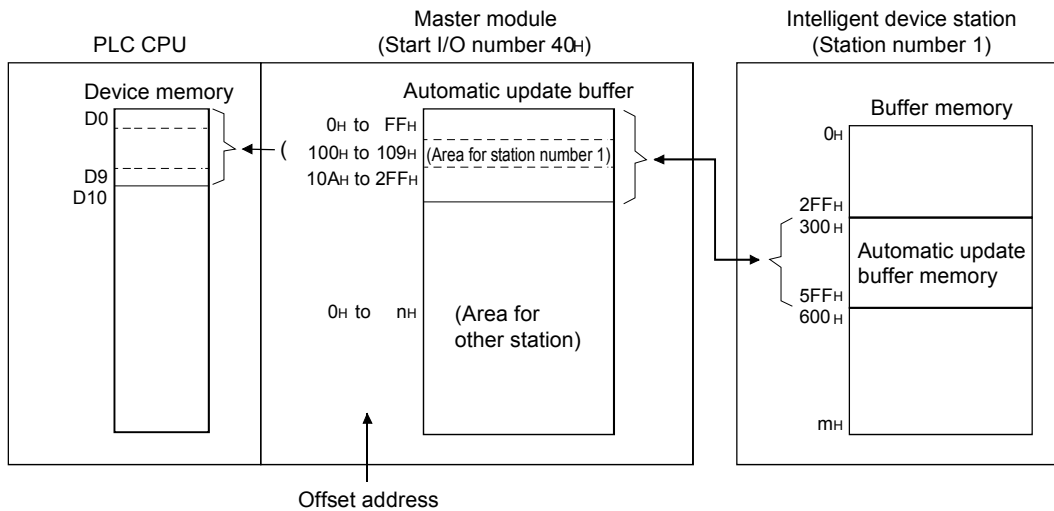 PLC CPU
Master module
(Start I/O number 40H)
Intelligent device station
(Station number 1)
Device memory
D0
D9
D10
Automatic update buffer
0H to FFH
100H to 109H (Area for station number 1)
10AH to 2FFH
(
0H to nH
(Area for
other station)
Buffer memory
0H
2FFH
300H
Automatic update
buffer memory
5FFH
600H
mH
Offset address